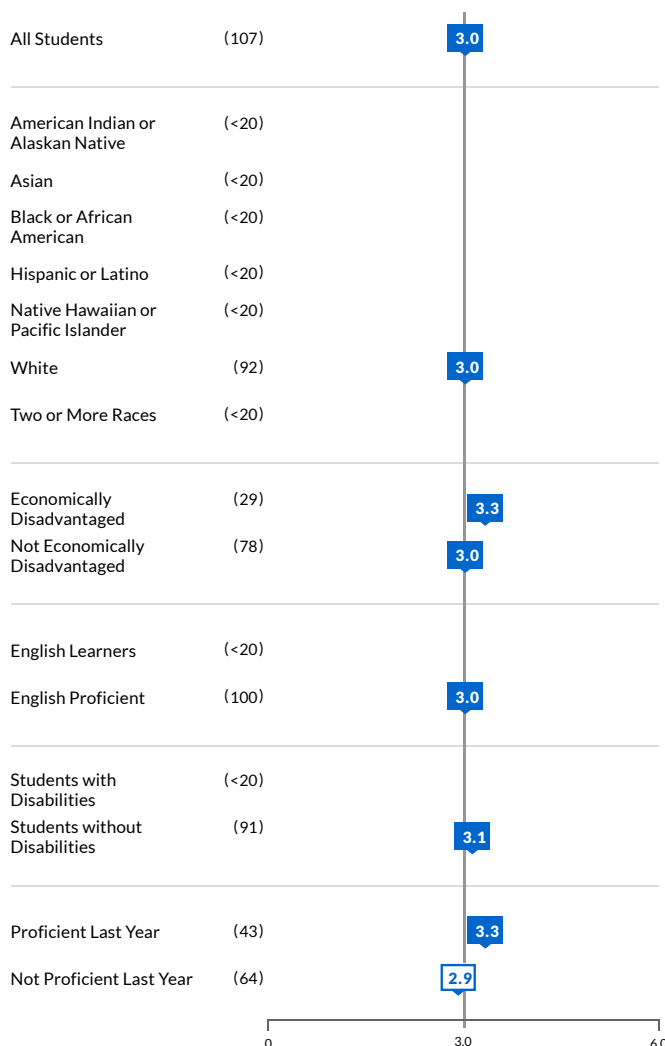 All Students (107) 3.0
American Indian or (<20)
Alaskan Native
Asian (<20)
Black or African (<20)
American
Hispanic or Latino (<20)
Native Hawaiian or (<20)
Pacific Islander
White (92) 3.0
Two or More Races (<20)
Economically (29) 3.3
Disadvantaged
Not Economically (78) 3.0
Disadvantaged
English Learners (<20)
English Proficient (100) 3.0
Students with (<20)
Disabilities
Students without (91) 3.1
Disabilities
Proficient Last Year (43) 3.3
Not Proficient Last Year (64) 2.9
0 3.0 6.0